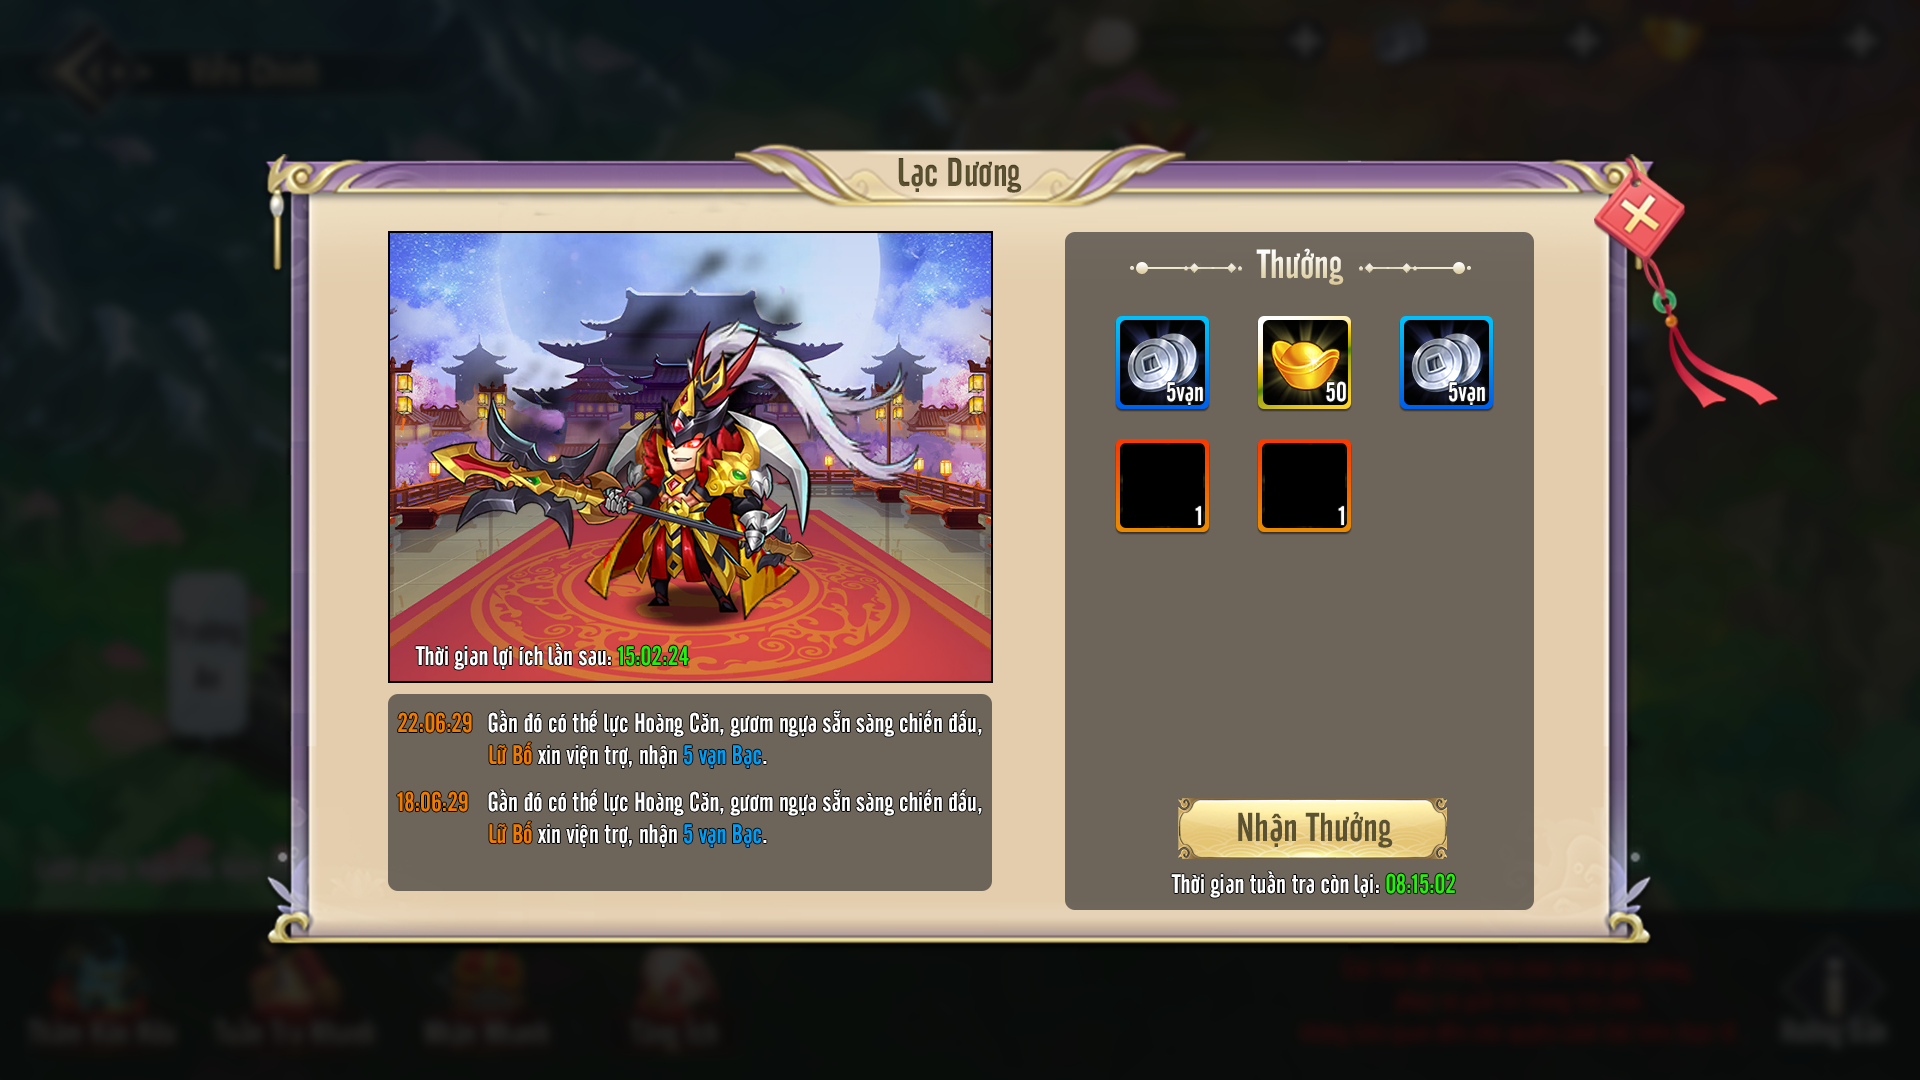 Lạc Dương
Thời gian lợi ích lần sau: 15:02:24
22:06:29 Gần đó có thế lực Hoàng Căn, gươm ngựa sẵn sàng chiến đấu,
Lữ Bố xin viện trợ, nhận 5 vạn Bạc.
18:06:29 Gần đó có thế lực Hoàng Căn, gươm ngựa sẵn sàng chiến đấu,
Lữ Bố xin viện trợ, nhận 5 vạn Bạc.
Thưởng
5vạn 50 5vạn
1 1
Nhận Thưởng
Thời gian tuần tra còn lại: 08:15:02